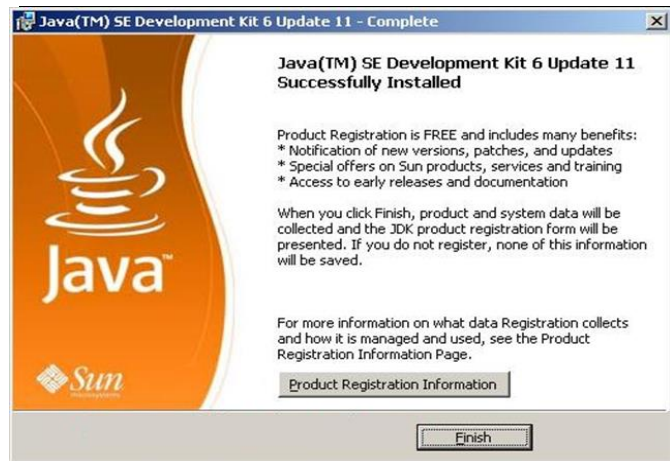 Java(TM) SE Development Kit 6 Update 11 - Complete
Java(TM) SE Development Kit 6 Update 11
Successfully Installed
Product Registration is FREE and includes many benefits:
* Notification of new versions, patches, and updates
* Special offers on Sun products, services and training
* Access to early releases and documentation
When you click Finish, product and system data will be
collected and the JDK product registration form will be
presented. If you do not register, none of this information
will be saved.
Java™
For more information on what data Registration collects
and how it is managed and used, see the Product
Registration Information Page.
Sun
microsystems
Product Registration Information
Finish